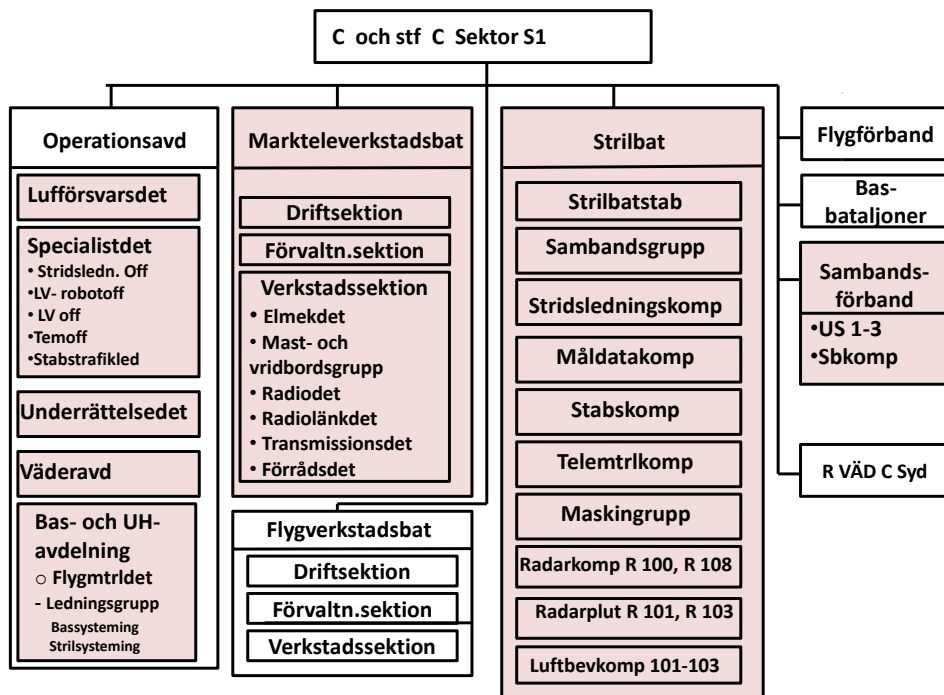 C och stf C Sektor S1
Operationsavd
Lufförsvarsdet
Specialistdet
• Stridsledn. Off
•LV- robotoff
• LV off
•Temoff
•Stabstrafikled
Underrättelsedet
Väderavd
Bas- och UH-
avdelning
○ Flygmtrldet
- Ledningsgrupp
Bassysteming
Strilsysteming
Markteleverkstadsbat
Driftsektion
Förvaltn.sektion
Verkstadssektion
• Elmekdet
• Mast- och
vridbordsgrupp
• Radiodet
• Radiolänkdet
• Transmissionsdet
• Förrådsdet
Flygverkstadsbat
Driftsektion
Förvaltn.sektion
Verkstadssektion
Strilbat
Strilbatstab
Sambandsgrupp
Stridsledningskomp
Måldatakomp
Stabskomp
Telemtrlkomp
Maskingrupp
Radarkomp R 100, R 108
Radarplut R 101, R 103
Luftbevkomp 101-103
Flygförband
Bas-
bataljoner
Sambands-
förband
•US 1-3
•Sbkomp
R VÄD C Syd